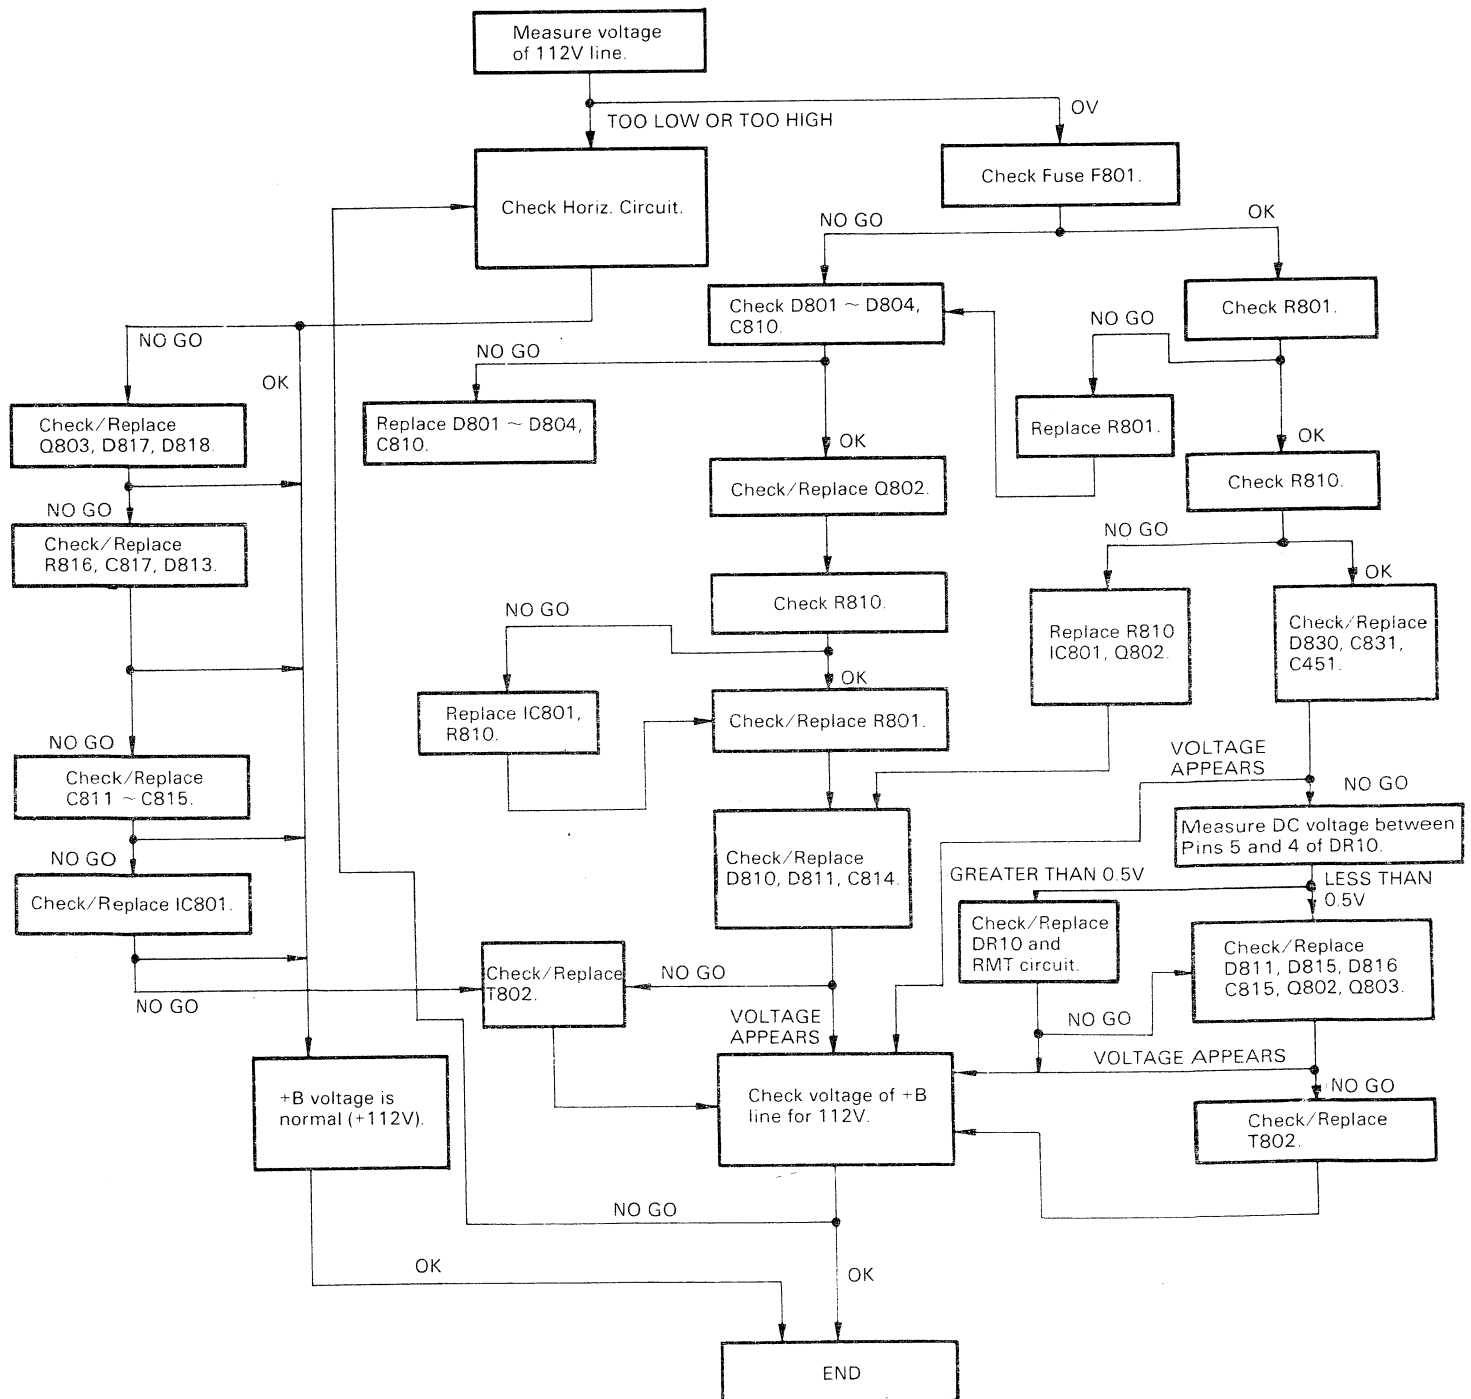 Measure voltage
of 112V line.
TOO LOW OR TOO HIGH
OV
Check Horiz. Circuit.
Check Fuse F801.
NO GO
OK
Check D801 ~ D804,
C810.
Check R801.
NO GO
NO GO
NO GO
OK
OK
Check/Replace
Q803, D817, D818.
Replace D801 ~ D804,
C810.
Replace R801.
OK
Check R810.
Check/Replace Q802.
NO GO
Check/Replace
R816, C817, D813.
NO GO
OK
Check R810.
NO GO
Replace R810
IC801, Q802.
Check/Replace
D830, C831,
C451.
OK
Replace IC801,
R810.
Check/Replace R801.
NO GO
Check/Replace
C811 ~ C815.
VOLTAGE
APPEARS
NO GO
Measure DC voltage between
Pins 5 and 4 of DR10.
NO GO
Check/Replace IC801.
Check/Replace
D810, D811, C814.
GREATER THAN 0.5V
LESS THAN
0.5V
Check/Replace
DR10 and
RMT circuit.
Check/Replace
D811, D815, D816
C815, Q802, Q803.
NO GO
Check/Replace
T802.
NO GO
VOLTAGE
APPEARS
NO GO
VOLTAGE APPEARS
NO GO
+B voltage is
normal (+112V).
Check voltage of +B
line for 112V.
Check/Replace
T802.
NO GO
OK
OK
END